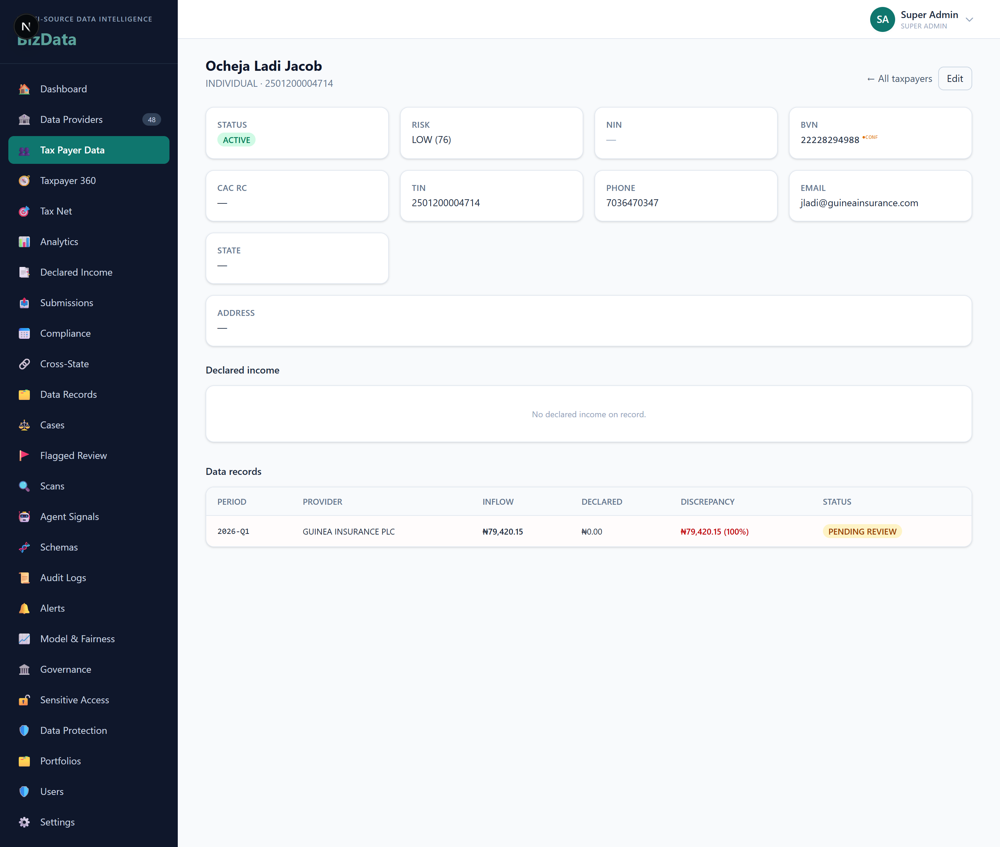 I-SOURCE DATA INTELLIGENCE
N
BizData
Dashboard
Data Providers 48
Tax Payer Data
Taxpayer 360
Tax Net
Analytics
Declared Income
Submissions
Compliance
Cross-State
Data Records
Cases
Flagged Review
Scans
Agent Signals
Schemas
Audit Logs
Alerts
Model & Fairness
Governance
Sensitive Access
Data Protection
Portfolios
Users
Settings
SA Super Admin
SUPER ADMIN
Ocheja Ladi Jacob
INDIVIDUAL · 2501200004714
← All taxpayers Edit
STATUS
ACTIVE
RISK
LOW (76)
NIN
—
BVN
22228294988 •CONF
CAC RC
—
TIN
2501200004714
PHONE
7036470347
EMAIL
jladi@guineainsurance.com
STATE
—
ADDRESS
—
Declared income
No declared income on record.
Data records
PERIOD PROVIDER INFLOW DECLARED DISCREPANCY STATUS
2026-Q1 GUINEA INSURANCE PLC ₦79,420.15 ₦0.00 ₦79,420.15 (100%) PENDING REVIEW